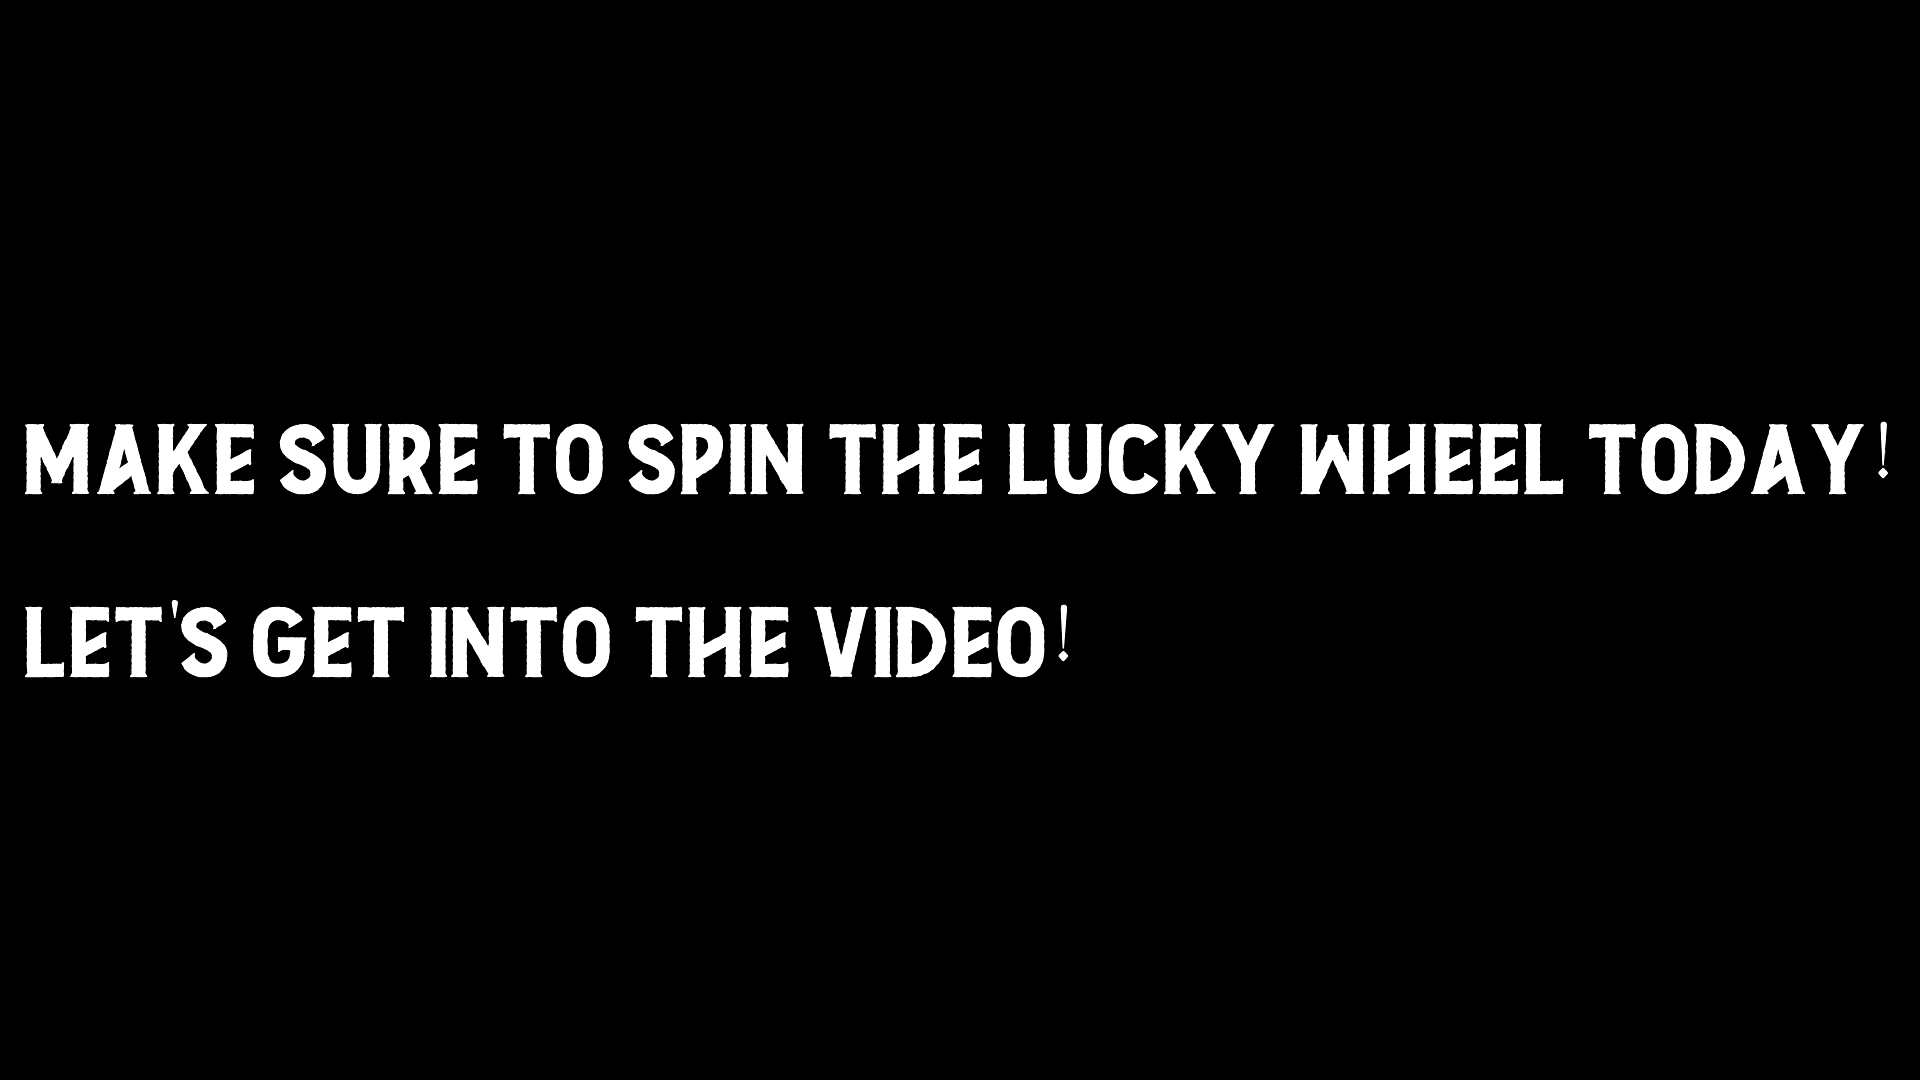 MAKE SURE TO SPIN THE LUCKY WHEEL TODAY!
LET'S GET INTO THE VIDEO!